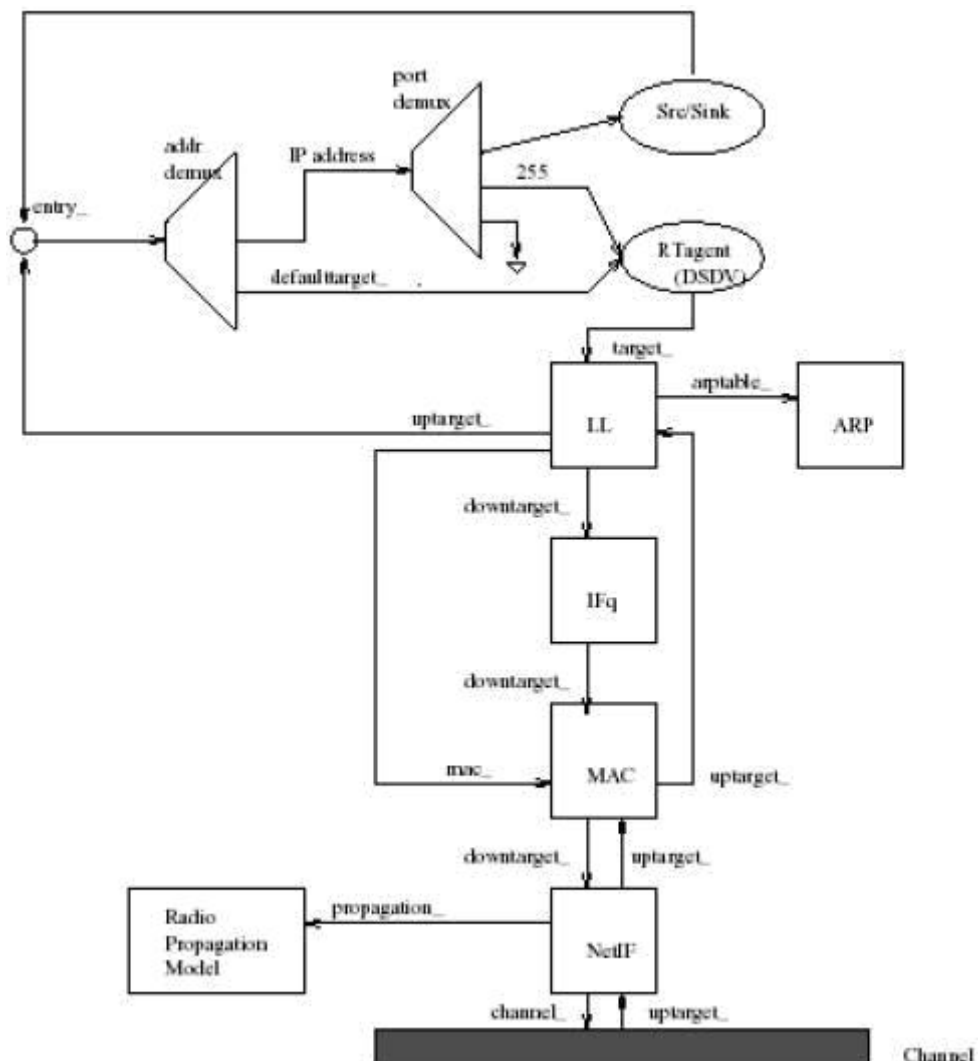 port
demux
Src/Sink
addr
demux
IP address
255
entry_
RTagent
(DSDV)
defaulttarget_
target_
arptable_
uptarget_
LL
ARP
downtarget_
IFq
downtarget_
mac_
MAC
uptarget_
downtarget_
uptarget_
propagation_
Radio
Propagation
Model
NetIF
channel_
uptarget_
Channel